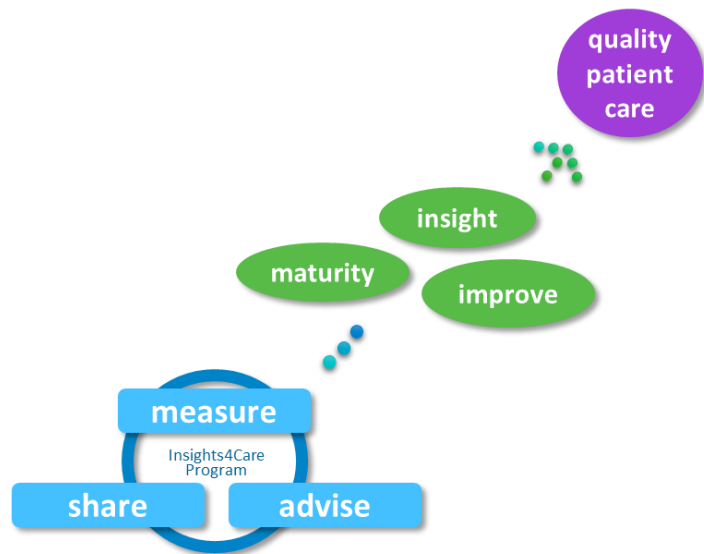 quality
patient
care
insight
maturity
improve
measure
Insights4Care
Program
share
advise